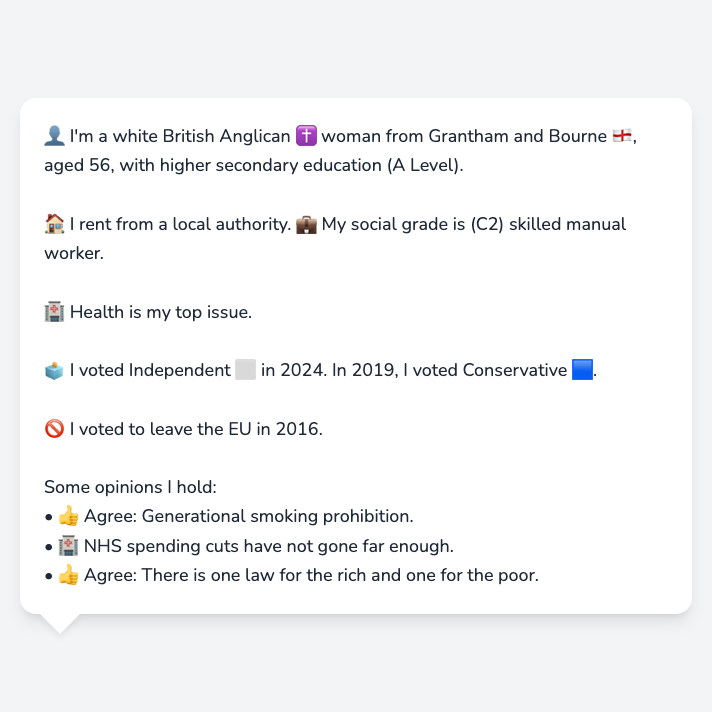 👤 I'm a white British Anglican ✝️ woman from Grantham and Bourne 🏴󠁧󠁢󠁥󠁮󠁧󠁿,
aged 56, with higher secondary education (A Level).
🏠 I rent from a local authority. 💼 My social grade is (C2) skilled manual
worker.
🏥 Health is my top issue.
🗳️ I voted Independent ⬜ in 2024. In 2019, I voted Conservative 🟦.
🚫 I voted to leave the EU in 2016.
Some opinions I hold:
• 👍 Agree: Generational smoking prohibition.
• 🏥 NHS spending cuts have not gone far enough.
• 👍 Agree: There is one law for the rich and one for the poor.